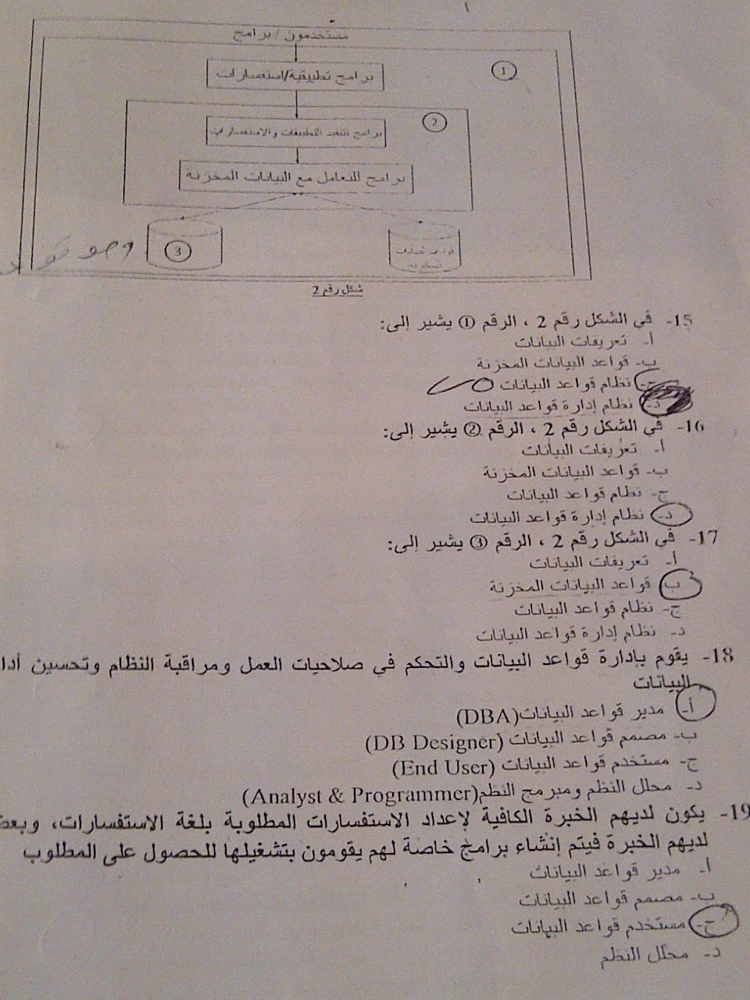 مستخدمون / برامج
برامج تطبيقية/استفسارات
1
2
برامج لتنفيذ التطبيقات والاستفسارات
برامج للتعامل مع البيانات المخزنة
3
شكل رقم 2
15- في الشكل رقم 2 ، الرقم ① يشير إلى:
أ- تعريفات البيانات
ب- قواعد البيانات المخزنة
ج- نظام قواعد البيانات
د- نظام إدارة قواعد البيانات
16- في الشكل رقم 2 ، الرقم ② يشير إلى:
أ- تعريفات البيانات
ب- قواعد البيانات المخزنة
ج- نظام قواعد البيانات
د- نظام إدارة قواعد البيانات
17- في الشكل رقم 2 ، الرقم ③ يشير إلى:
أ- تعريفات البيانات
ب- قواعد البيانات المخزنة
ج- نظام قواعد البيانات
د- نظام إدارة قواعد البيانات
18- يقوم بإدارة قواعد البيانات والتحكم في صلاحيات العمل ومراقبة النظام وتحسين أدا
البيانات
أ- مدير قواعد البيانات(DBA)
ب- مصمم قواعد البيانات (DB Designer)
ج- مستخدم قواعد البيانات (End User)
د- محلل النظم ومبرمج النظم(Analyst & Programmer)
19- يكون لديهم الخبرة الكافية لإعداد الاستفسارات المطلوبة بلغة الاستفسارات، وبعض
لديهم الخبرة فيتم إنشاء برامج خاصة لهم يقومون بتشغيلها للحصول على المطلوب
أ- مدير قواعد البيانات
ب- مصمم قواعد البيانات
ج- مستخدم قواعد البيانات
د- محلل النظم